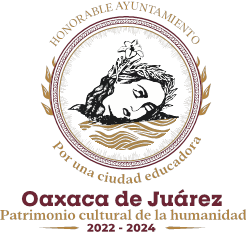 HONORABLE AYUNTAMIENTO
Por una ciudad educadora
Oaxaca de Juárez
Patrimonio cultural de la humanidad
2022 - 2024